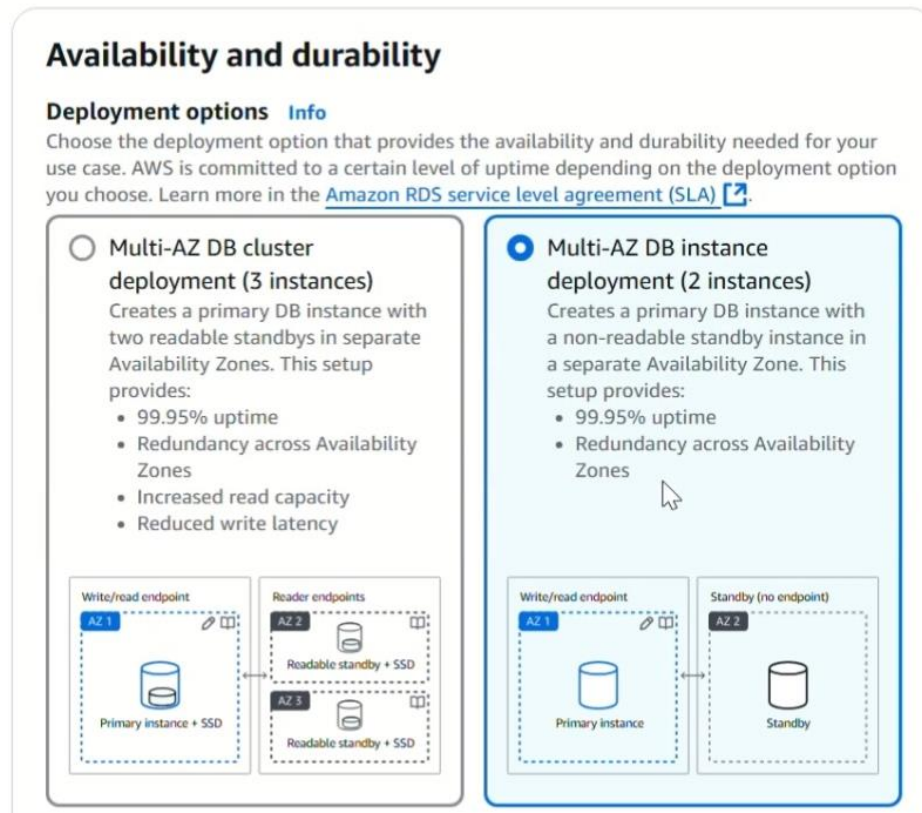 Availability and durability
Deployment options Info
Choose the deployment option that provides the availability and durability needed for your
use case. AWS is committed to a certain level of uptime depending on the deployment option
you choose. Learn more in the Amazon RDS service level agreement (SLA).
Multi-AZ DB cluster
deployment (3 instances)
Creates a primary DB instance with
two readable standbys in separate
Availability Zones. This setup
provides:
• 99.95% uptime
• Redundancy across Availability
Zones
• Increased read capacity
• Reduced write latency
Write/read endpoint
AZ 1
Primary instance + SSD
Reader endpoints
AZ 2
Readable standby + SSD
AZ 3
Readable standby + SSD
Multi-AZ DB instance
deployment (2 instances)
Creates a primary DB instance with
a non-readable standby instance in
a separate Availability Zone. This
setup provides:
• 99.95% uptime
• Redundancy across Availability
Zones
Write/read endpoint
AZ 1
Primary instance
Standby (no endpoint)
AZ 2
Standby